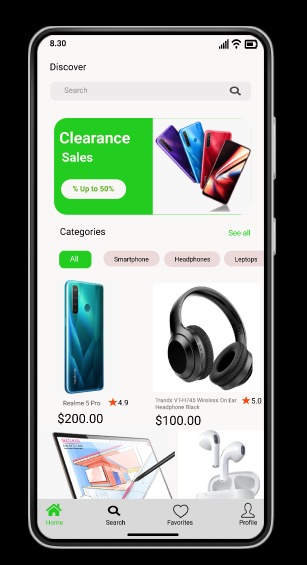 8.30
Discover
Search
Clearance
Sales
% Up to 50%
Categories
See all
All
Smartphone
Headphones
Leptops
Realme 5 Pro
4.9
$200.00
Trands VT-H745 Wireless On Ear
Headphone Black
5.0
$100.00
Home
Search
Favorites
Profile